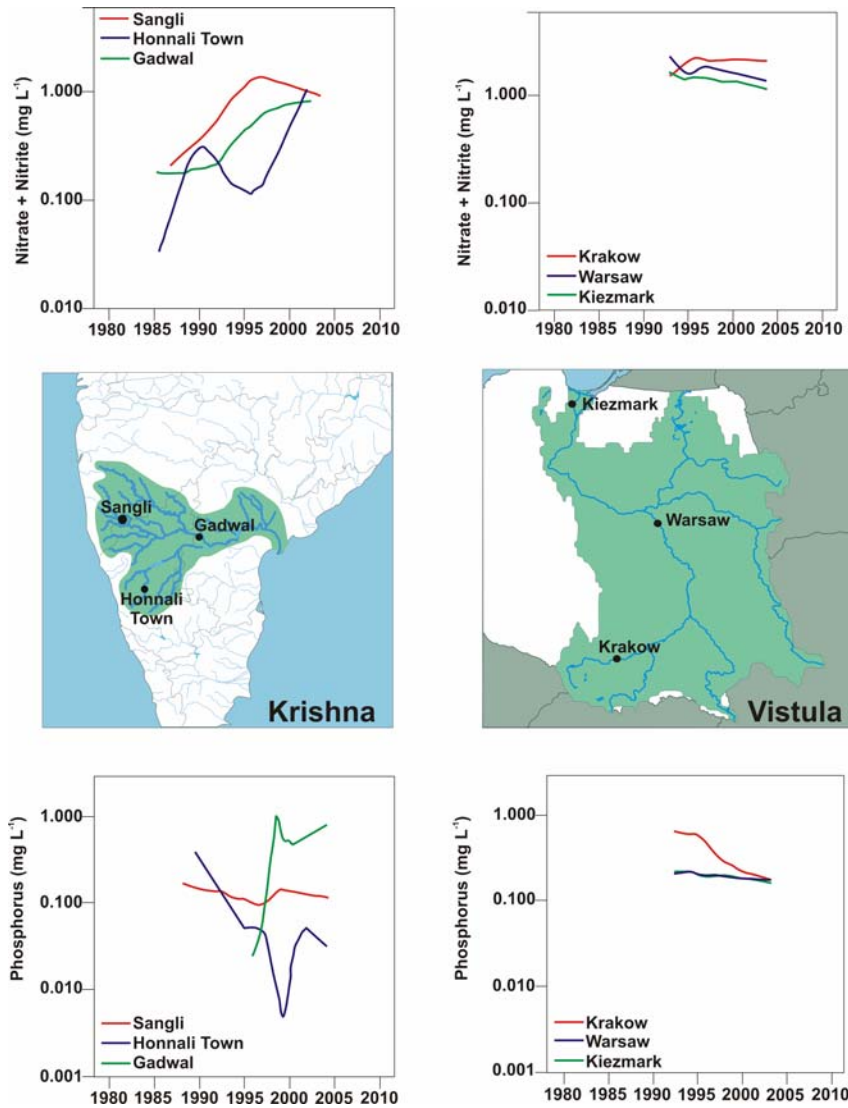 Sangli
Honnali Town
Gadwal
Nitrate + Nitrite (mg L⁻¹)
1.000
0.100
0.010
1980 1985 1990 1995 2000 2005 2010
Nitrate + Nitrite (mg L⁻¹)
1.000
0.100
0.010
Krakow
Warsaw
Kiezmark
1980 1985 1990 1995 2000 2005 2010
Sangli
Gadwal
Honnali
Town
Krishna
Kiezmark
Warsaw
Krakow
Vistula
Phosphorus (mg L⁻¹)
1.000
0.100
0.010
0.001
Sangli
Honnali Town
Gadwal
1980 1985 1990 1995 2000 2005 2010
Phosphorus (mg L⁻¹)
1.000
0.100
0.010
0.001
Krakow
Warsaw
Kiezmark
1980 1985 1990 1995 2000 2005 2010